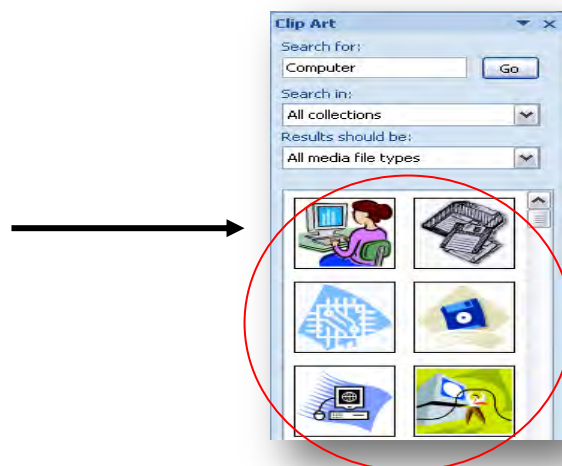 Clip Art
Search for:
Computer Go
Search in:
All collections
Results should be:
All media file types